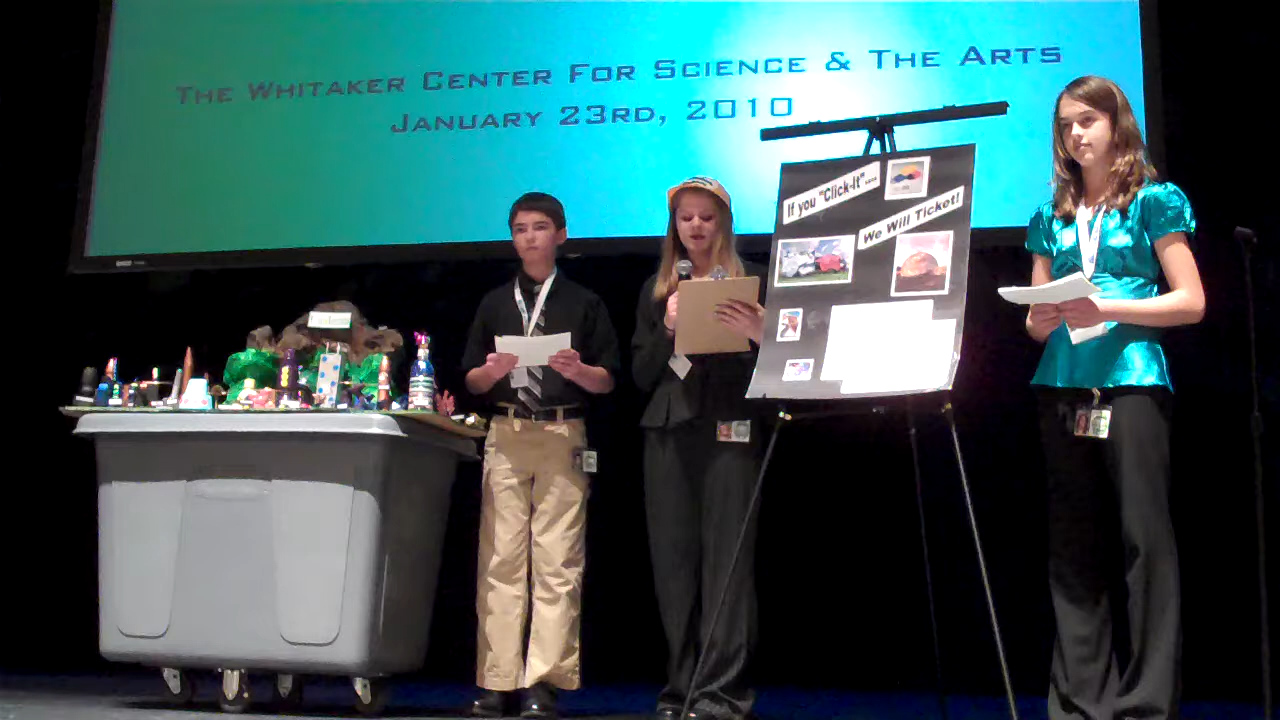 The Whitaker Center For Science & The Arts
January 23rd, 2010
If you "Click-It"
We Will Ticket!